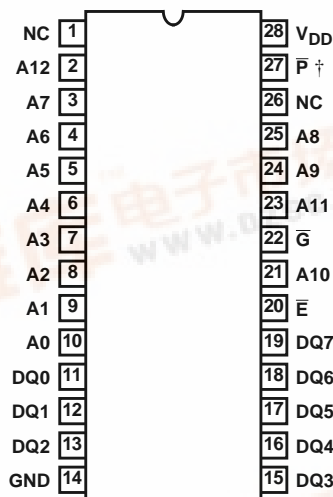 NC 1 28 VDD
A12 2 27 P̅ †
A7 3 26 NC
A6 4 25 A8
A5 5 24 A9
A4 6 23 A11
A3 7 22 G̅
A2 8 21 A10
A1 9 20 E̅
A0 10 19 DQ7
DQ0 11 18 DQ6
DQ1 12 17 DQ5
DQ2 13 16 DQ4
GND 14 15 DQ3